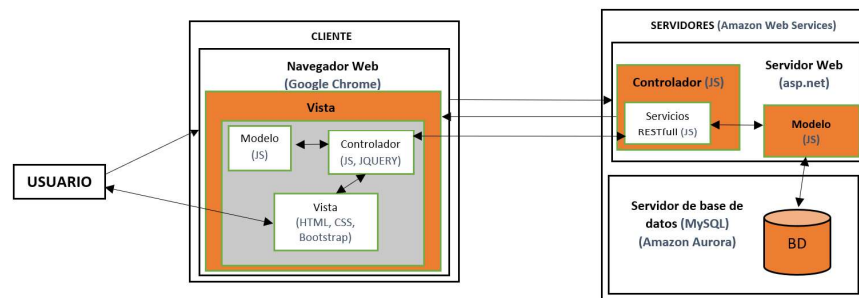 USUARIO
CLIENTE
Navegador Web
(Google Chrome)
Vista
Modelo
(JS)
Controlador
(JS, JQUERY)
Vista
(HTML, CSS,
Bootstrap)
SERVIDORES (Amazon Web Services)
Controlador (JS)
Servicios
RESTfull (JS)
Servidor Web
(asp.net)
Modelo
(JS)
Servidor de base de
datos (MySQL)
(Amazon Aurora)
BD